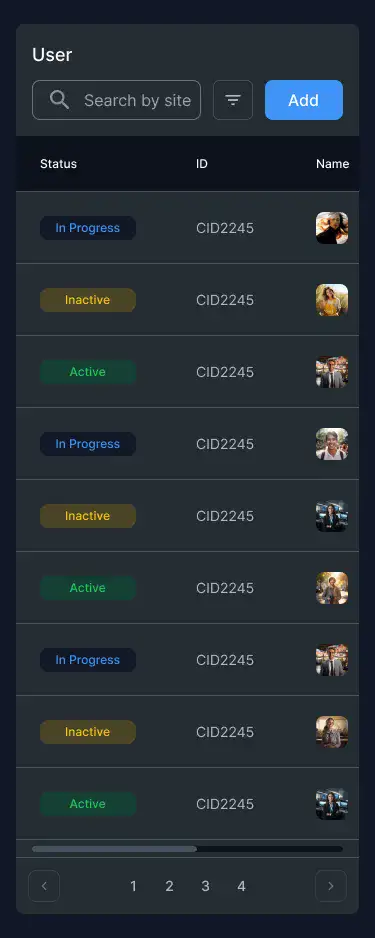 User
Search by site
Add
Status ID Name
In Progress CID2245
Inactive CID2245
Active CID2245
In Progress CID2245
Inactive CID2245
Active CID2245
In Progress CID2245
Inactive CID2245
Active CID2245
1 2 3 4